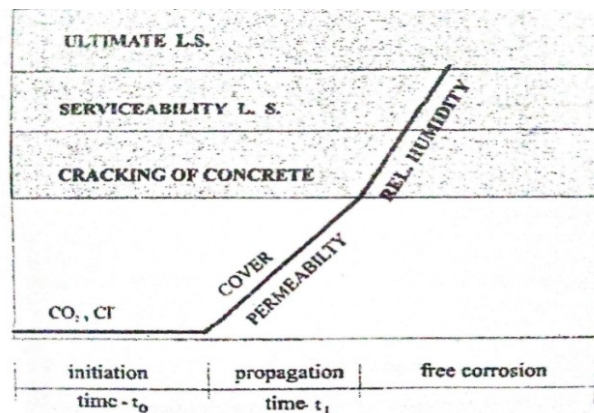 ULTIMATE L.S.
SERVICEABILITY L. S.
CRACKING OF CONCRETE
REL. HUMIDITY
COVER
PERMEABILTY
CO₂ , Cl⁻
initiation propagation free corrosion
time - t₀ time- t₁